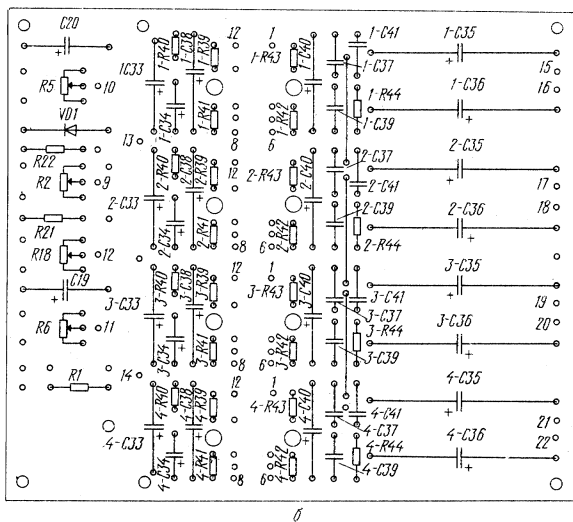 C20
R5
10
VD1
13
R22
R2
9
R21
R18
12
C19
R6
11
R1
14
1C33
1-R40
1-C38
1-R39
12
1
1-R43
1-C40
1-C41
1-C37
1-C34
1-R41
8
6
1-R42
1-R44
1-C39
1-C35
1-C36
15
16
2-C33
2-R40
2-C38
2-R39
12
2-R43
2-C40
2-C37
2-C41
2-C34
2-R41
8
6
2-R42
2-C39
2-R44
2-C35
2-C36
17
18
3-C33
3-R40
3-C38
3-R39
12
1
3-R43
3-C40
3-C41
3-C37
3-C34
3-R41
8
6
3-R42
3-R44
3-C39
3-C35
3-C36
19
20
4-C33
4-R40
4-C38
4-R39
12
1
4-R43
4-C40
4-C41
4-C37
4-C34
4-R41
8
6
4-R42
4-R44
4-C39
4-C35
4-C36
21
22
б